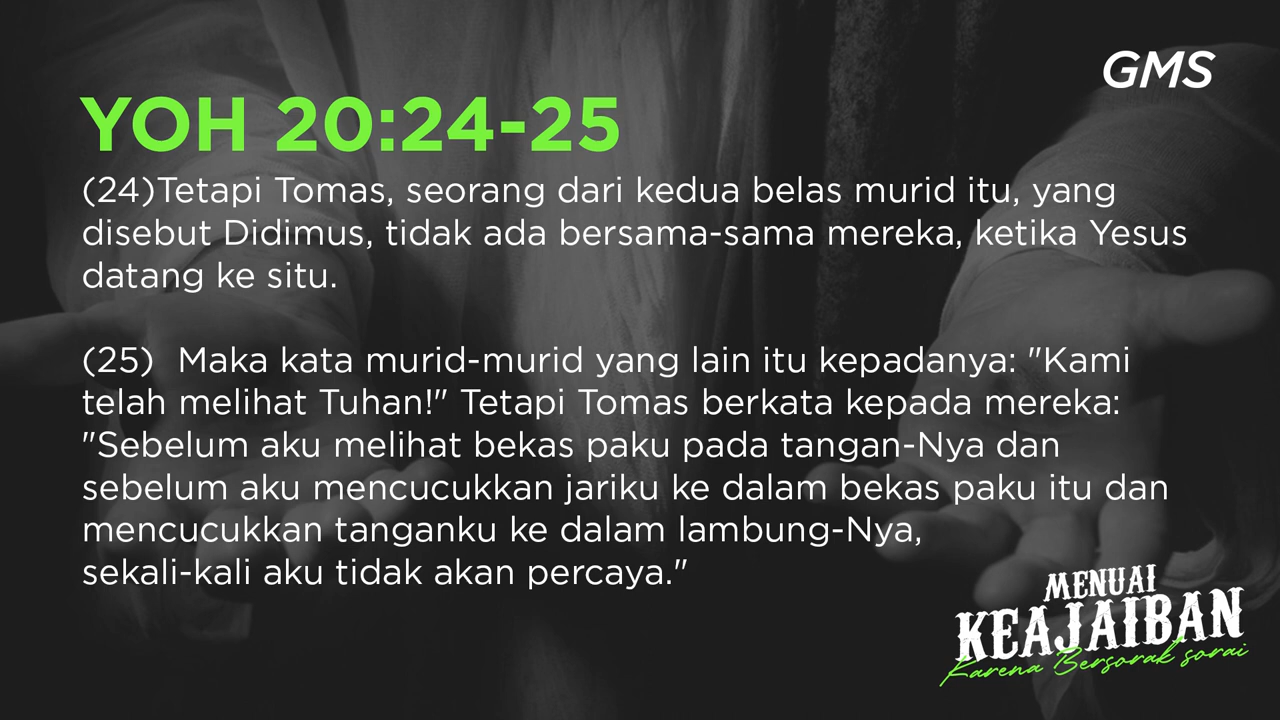 GMS
YOH 20:24-25
(24)Tetapi Tomas, seorang dari kedua belas murid itu, yang
disebut Didimus, tidak ada bersama-sama mereka, ketika Yesus
datang ke situ.
(25)  Maka kata murid-murid yang lain itu kepadanya: "Kami
telah melihat Tuhan!" Tetapi Tomas berkata kepada mereka:
"Sebelum aku melihat bekas paku pada tangan-Nya dan
sebelum aku mencucukkan jariku ke dalam bekas paku itu dan
mencucukkan tanganku ke dalam lambung-Nya,
sekali-kali aku tidak akan percaya."
MENUAI
KEAJAIBAN
Karena Bersorak sorai